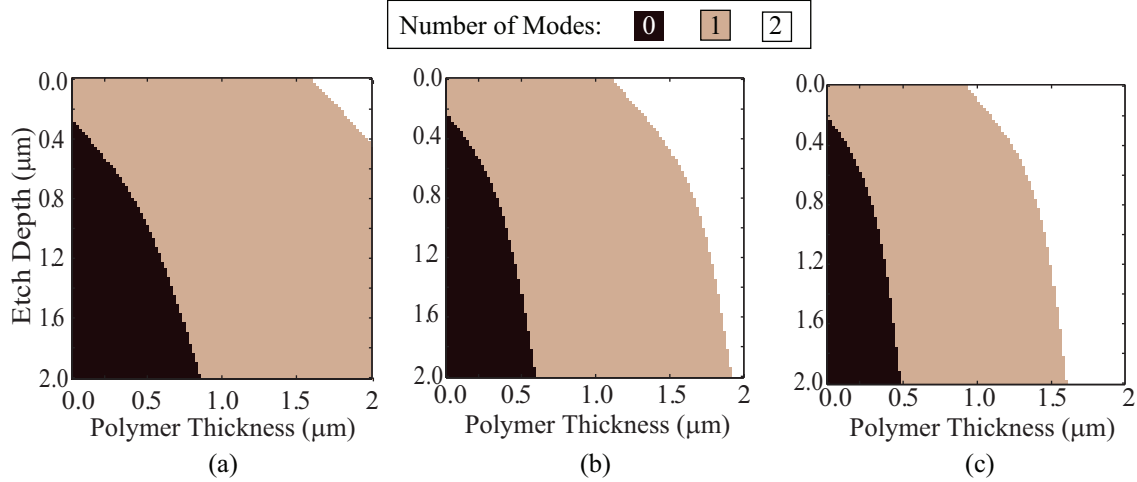 Number of Modes: 0 1 2
Etch Depth (μm)
0.0
0.4
0.8
12
1.6
2.0
0.0 0.5 1.0 1.5 2
Polymer Thickness (μm)
(a)
0.0
0.4
0.8
1.2
1.6
2.0
0.0 0.5 1.0 1.5 2
Polymer Thickness (μm)
(b)
0.0
0.4
0.8
1.2
1.6
2.0
0.0 0.5 1.0 1.5 2
Polymer Thickness (μm)
(c)